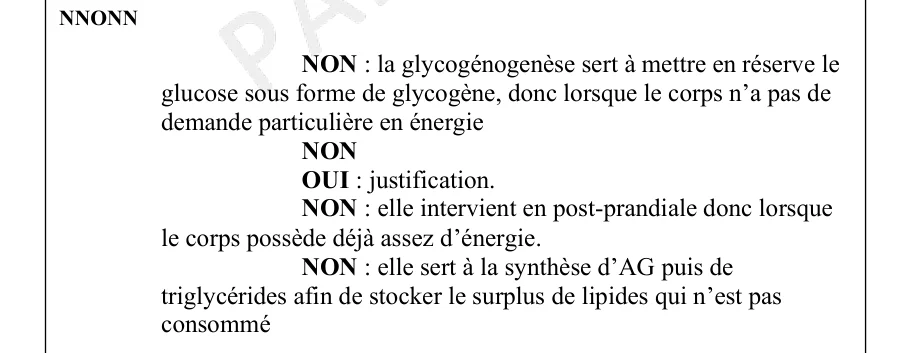 NNONN
NON : la glycogénogenèse sert à mettre en réserve le
glucose sous forme de glycogène, donc lorsque le corps n’a pas de
demande particulière en énergie
NON
OUI : justification.
NON : elle intervient en post-prandiale donc lorsque
le corps possède déjà assez d’énergie.
NON : elle sert à la synthèse d’AG puis de
triglycérides afin de stocker le surplus de lipides qui n’est pas
consommé